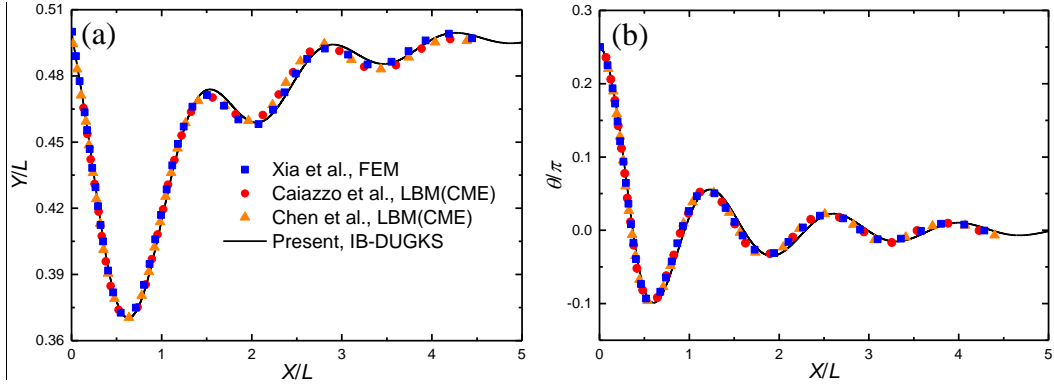 (a)
0.51
0.48
0.45
0.42
0.39
0.36
Y/L
Xia et al., FEM
Caiazzo et al., LBM(CME)
Chen et al., LBM(CME)
Present, IB-DUGKS
0 1 2 3 4 5
X/L
(b)
0.3
0.2
0.1
0.0
-0.1
θ/π
0 1 2 3 4 5
X/L